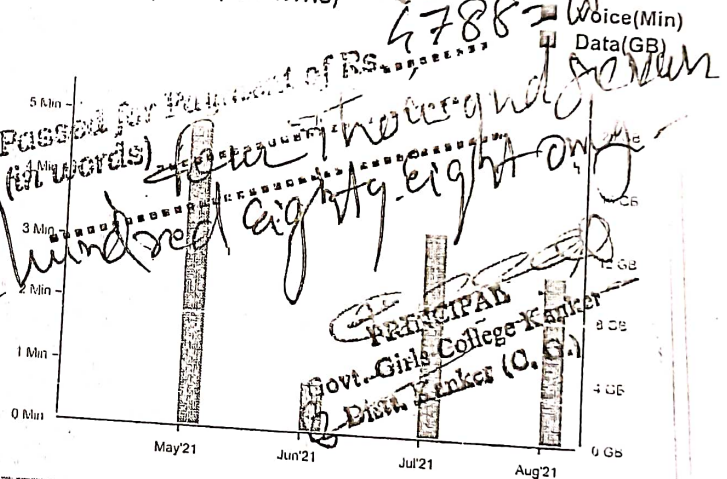 4788=00
Voice(Min)
Data(GB)
Passed for Payment of Rs.
5 Min
(in words) four Thousand seven
4 Min
hundred eighty eight only
3 Min
2 Min
12 GB
PRINCIPAL
Govt. Girls College Kanker
8 GB
1 Min
Distt. Kanker (C. G.)
4 GB
0 Min
0 GB
May'21
Jun'21
Jul'21
Aug'21